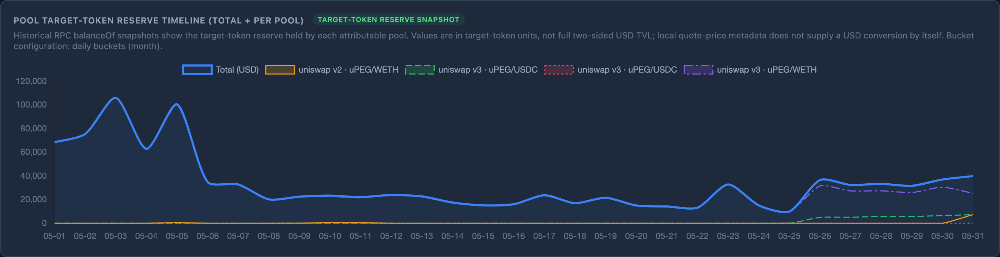 POOL TARGET-TOKEN RESERVE TIMELINE (TOTAL + PER POOL) TARGET-TOKEN RESERVE SNAPSHOT
Historical RPC balanceOf snapshots show the target-token reserve held by each attributable pool. Values are in target-token units, not full two-sided USD TVL; local quote-price metadata does not supply a USD conversion by itself. Bucket
configuration: daily buckets (month).
Total (USD) uniswap v2 · uPEG/WETH uniswap v3 · uPEG/USDC uniswap v3 · uPEG/USDC uniswap v3 · uPEG/WETH
120,000
100,000
80,000
60,000
40,000
20,000
0
05-01 05-02 05-03 05-04 05-05 05-06 05-07 05-08 05-09 05-10 05-11 05-12 05-13 05-14 05-15 05-16 05-17 05-18 05-19 05-20 05-21 05-22 05-23 05-24 05-25 05-26 05-27 05-28 05-29 05-30 05-31